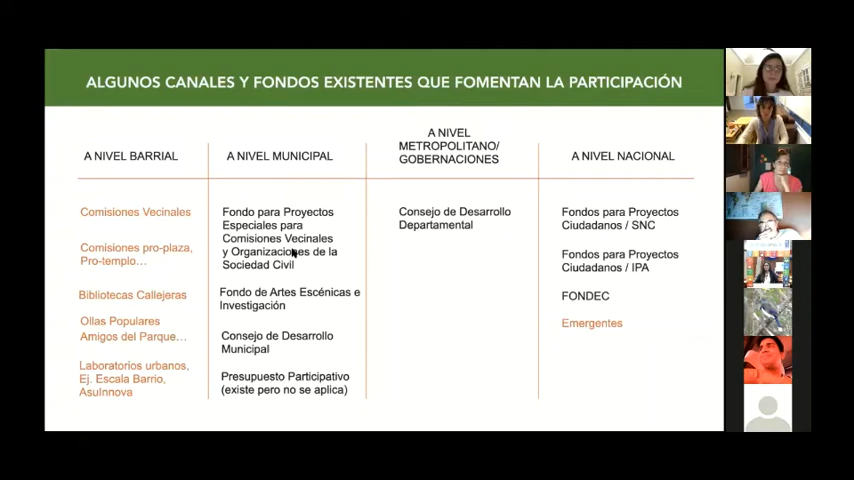 ALGUNOS CANALES Y FONDOS EXISTENTES QUE FOMENTAN LA PARTICIPACIÓN
A NIVEL BARRIAL
Comisiones Vecinales
Comisiones pro-plaza,
Pro-templo...
Bibliotecas Callejeras
Ollas Populares
Amigos del Parque...
Laboratorios urbanos,
Ej. Escala Barrio,
AsuInnova
A NIVEL MUNICIPAL
Fondo para Proyectos
Especiales para
Comisiones Vecinales
y Organizaciones de la
Sociedad Civil
Fondo de Artes Escénicas e
Investigación
Consejo de Desarrollo
Municipal
Presupuesto Participativo
(existe pero no se aplica)
A NIVEL
METROPOLITANO/
GOBERNACIONES
Consejo de Desarrollo
Departamental
A NIVEL NACIONAL
Fondos para Proyectos
Ciudadanos / SNC
Fondos para Proyectos
Ciudadanos / IPA
FONDEC
Emergentes